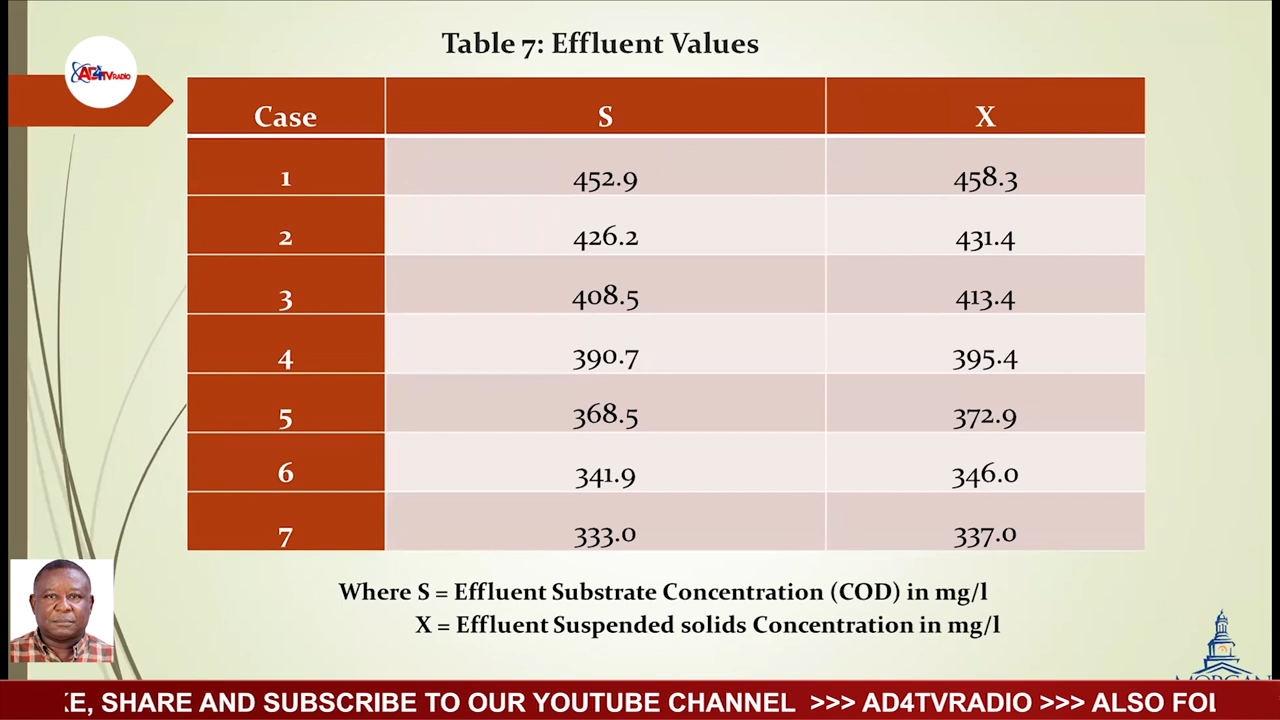 Table 7: Effluent Values
AD4TVRADIO
Case S X
1 452.9 458.3
2 426.2 431.4
3 408.5 413.4
4 390.7 395.4
5 368.5 372.9
6 341.9 346.0
7 333.0 337.0
Where S = Effluent Substrate Concentration (COD) in mg/l
X = Effluent Suspended solids Concentration in mg/l
SHARE AND SUBSCRIBE TO OUR YOUTUBE CHANNEL >>> AD4TVRADIO >>> ALSO